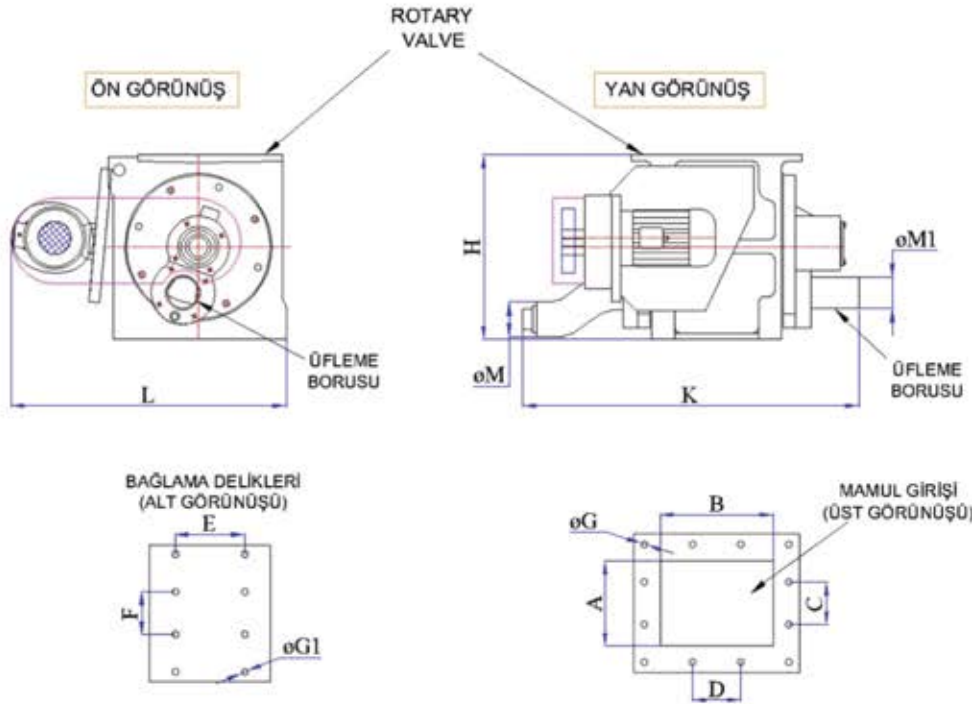 ROTARY
VALVE
ÖN GÖRÜNÜŞ
YAN GÖRÜNÜŞ
H
øM1
ÜFLEME
BORUSU
øM
ÜFLEME
BORUSU
L
K
BAĞLAMA DELİKLERİ
(ALT GÖRÜNÜŞÜ)
E
F
øG1
MAMUL GİRİŞİ
(ÜST GÖRÜNÜŞÜ)
B
øG
A
C
D